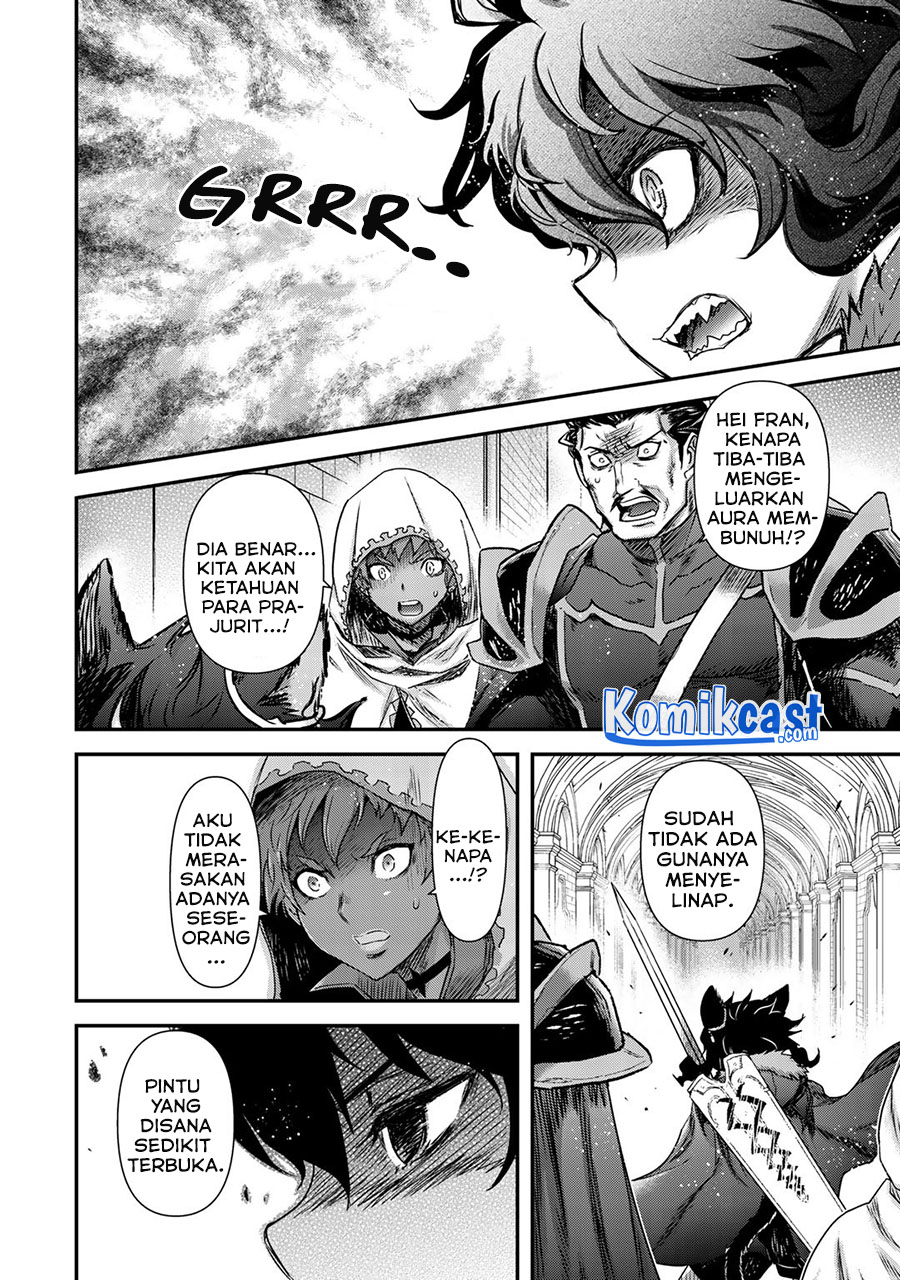 GRRR..
HEI FRAN,
KENAPA
TIBA-TIBA
MENGE-
LUARKAN
AURA MEM-
BUNUH!?
DIA BENAR...
KITA AKAN
KETAHUAN
PARA PRA-
JURIT...!
Komikcast
.com
SUDAH
TIDAK ADA
GUNANYA
MENYE-
LINAP.
KE-KE-
NAPA
...!?
AKU
TIDAK
MERA-
SAKAN
ADANYA
SESE-
ORANG
...
PINTU
YANG
DISANA
SEDIKIT
TERBUKA.